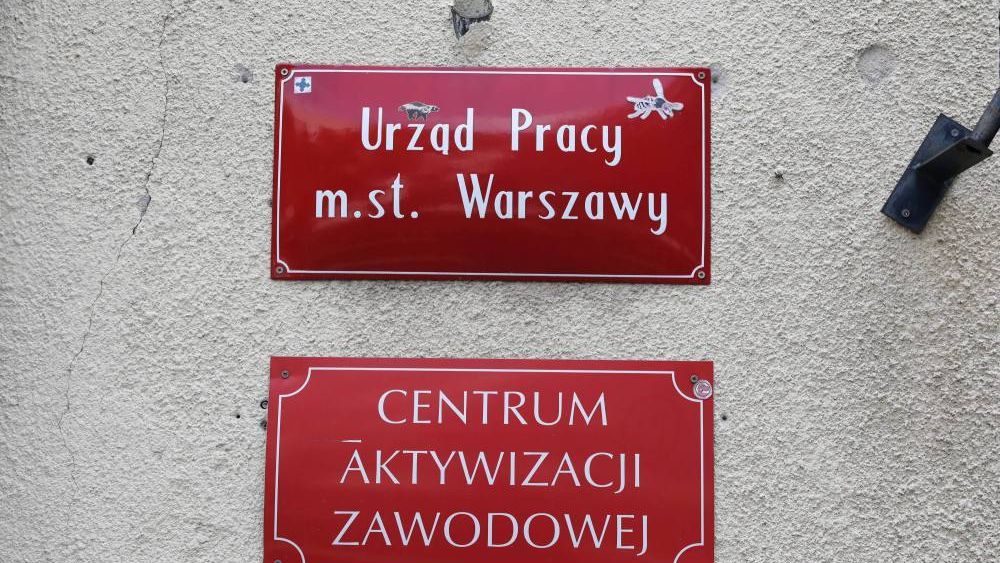 Urząd Pracy
m.st. Warszawy
CENTRUM
AKTYWIZACJI
ZAWODOWEJ